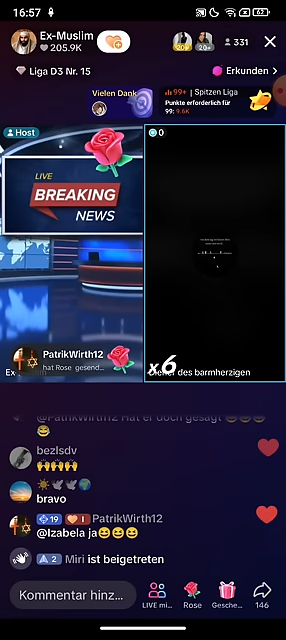 16:57
62
Ex-Muslim
205.9K
20+
20+
331
Liga D3 Nr. 15
Erkunden >
Vielen Dank
99+ | Spitzen Liga
Punkte erforderlich für
99: 9.6K
Host
0
LIVE
BREAKING
NEWS
PatrikWirth12
hat Rose gesend...
x6
Diener des barmherzigen
@PatrikWirth12 Hat er doch gesagt 😄😄😄
😄
bezlsdv
🙌🙌🙌
☀️🕊️🕊️🌍
bravo
19 1 PatrikWirth12
@Izabela ja😄😄😄
2 Miri ist beigetreten
Kommentar hinz...
LIVE mi...
Rose
Gesche...
146